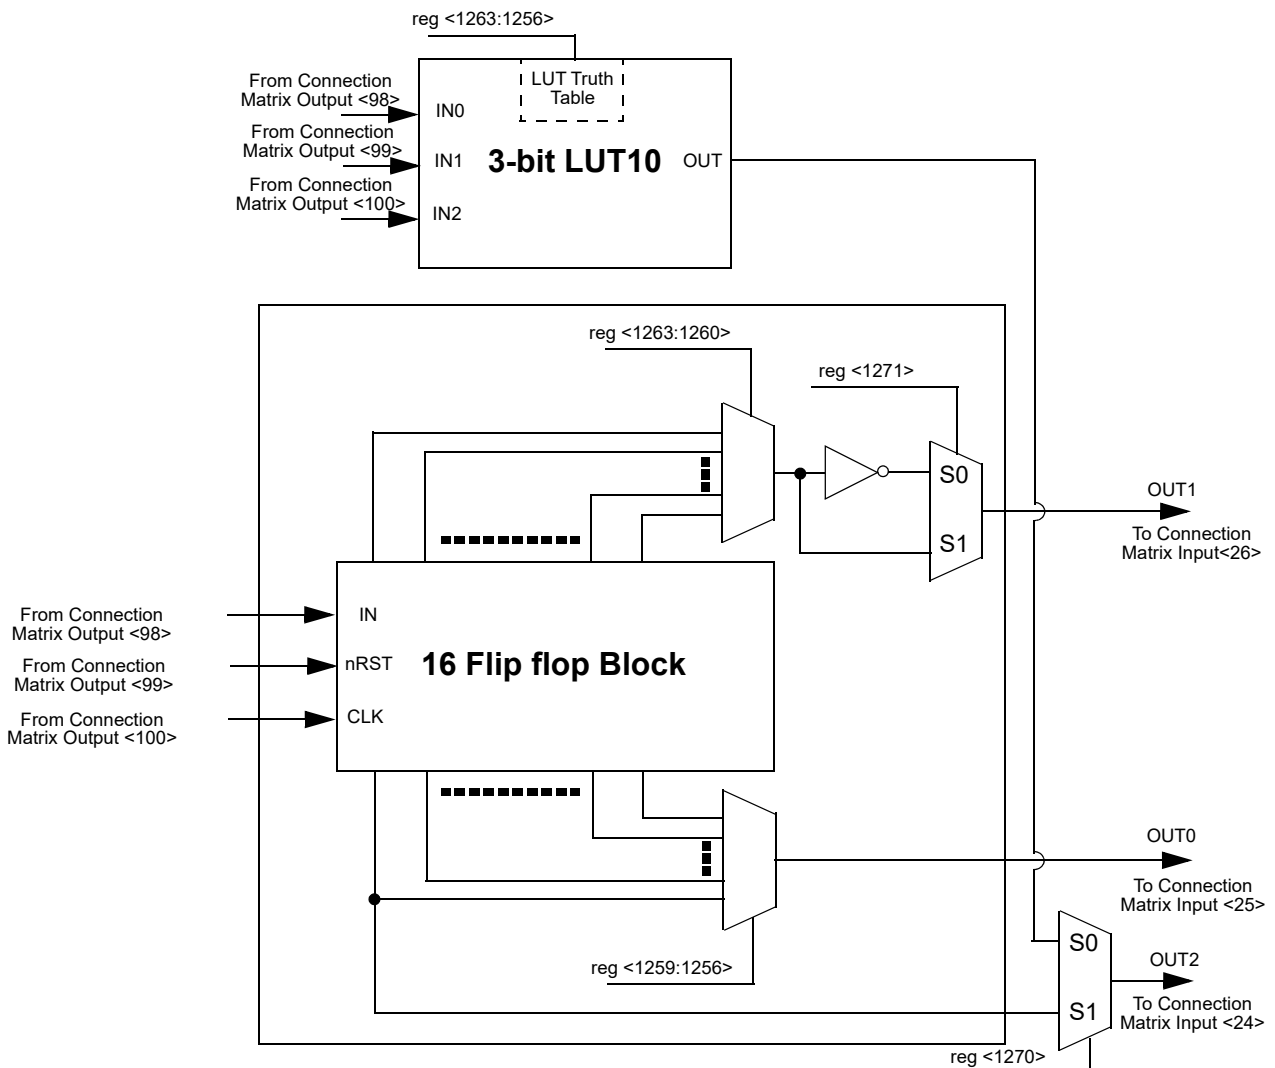 reg <1263:1256>
LUT Truth
Table
From Connection
Matrix Output <98>
IN0
From Connection
Matrix Output <99>
IN1
3-bit LUT10
OUT
From Connection
Matrix Output <100>
IN2
reg <1263:1260>
reg <1271>
S0
S1
OUT1
To Connection
Matrix Input<26>
From Connection
Matrix Output <98>
IN
From Connection
Matrix Output <99>
nRST
16 Flip flop Block
From Connection
Matrix Output <100>
CLK
OUT0
To Connection
Matrix Input <25>
reg <1259:1256>
S0
S1
OUT2
To Connection
Matrix Input <24>
reg <1270>